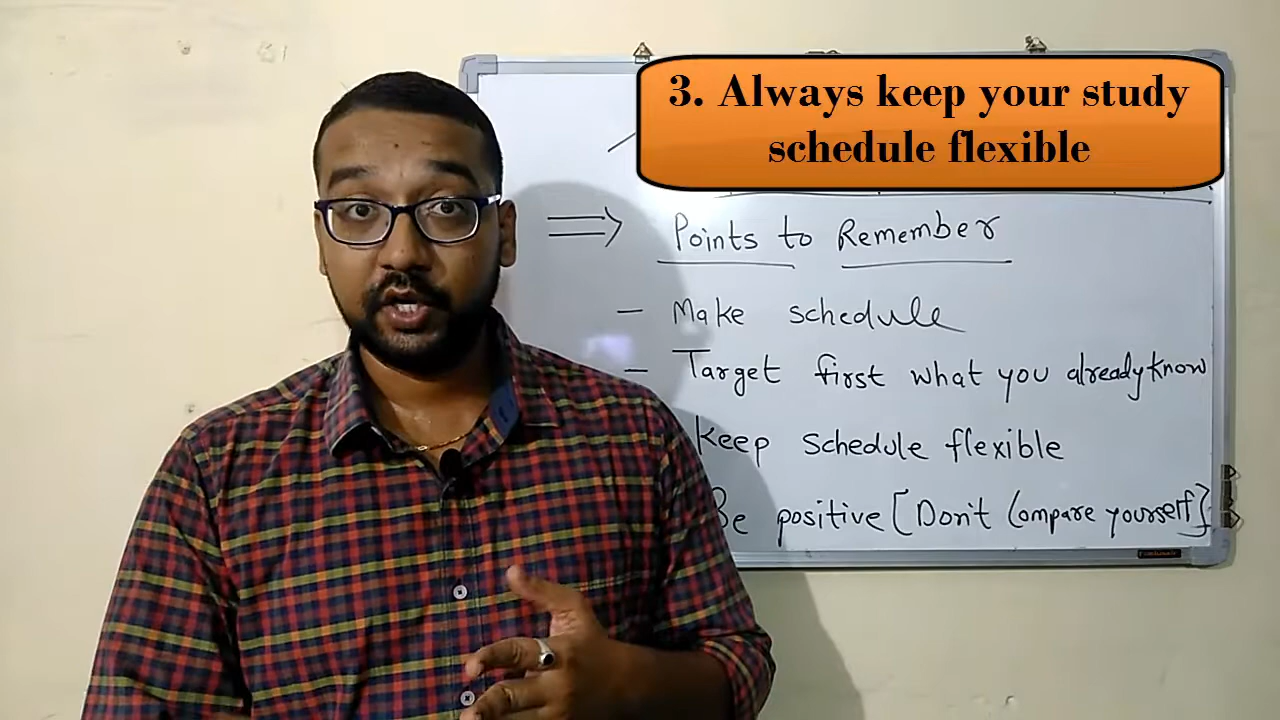 3. Always keep your study
schedule flexible
Points to Remember
- Make schedule
- Target first what you already know
Keep schedule flexible
Be positive [Don't Compare yourself]